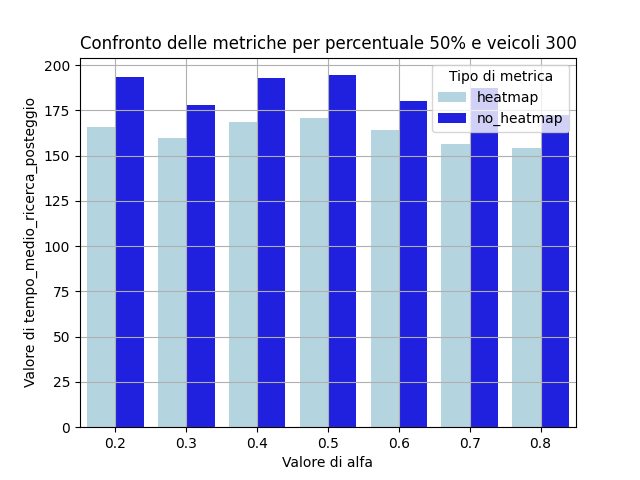 Confronto delle metriche per percentuale 50% e veicoli 300
Valore di tempo_medio_ricerca_posteggio
200
175
150
125
100
75
50
25
0
Tipo di metrica
heatmap
no_heatmap
0.2 0.3 0.4 0.5 0.6 0.7 0.8
Valore di alfa